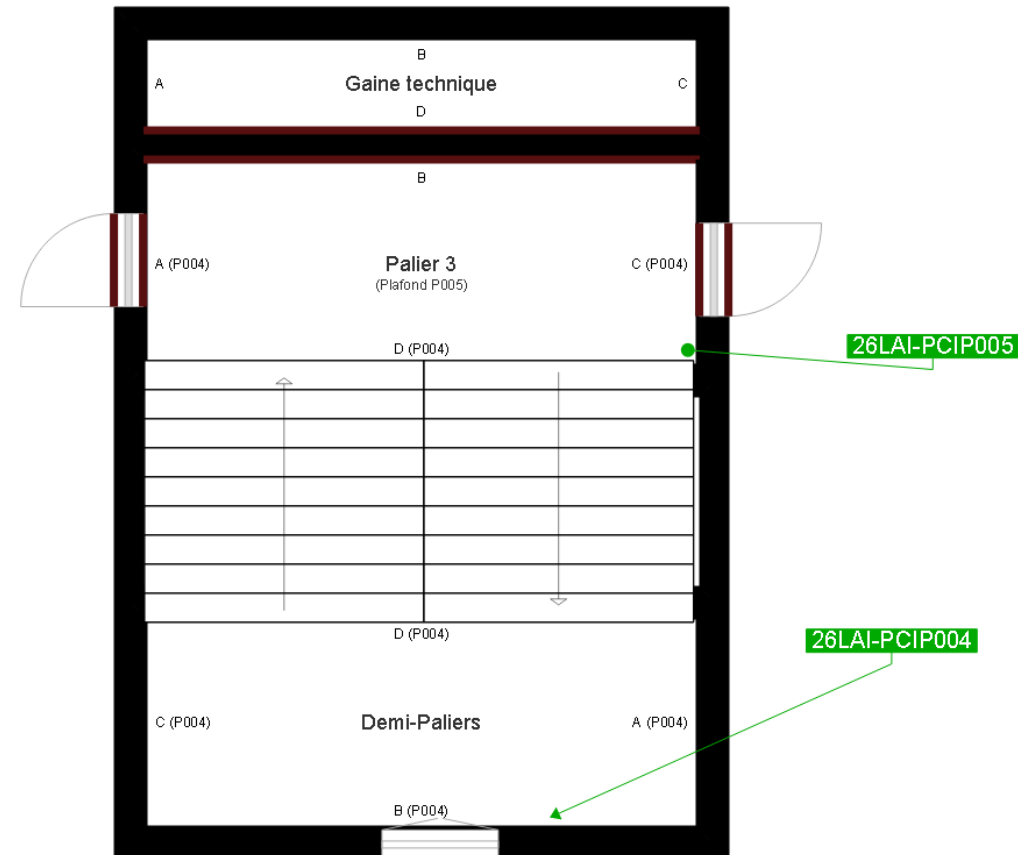 B
A
Gaine technique
C
D
B
A (P004)
Palier 3
C (P004)
(Plafond P005)
D (P004)
26LAI-PCIP005
D (P004)
26LAI-PCIP004
C (P004)
Demi-Paliers
A (P004)
B (P004)